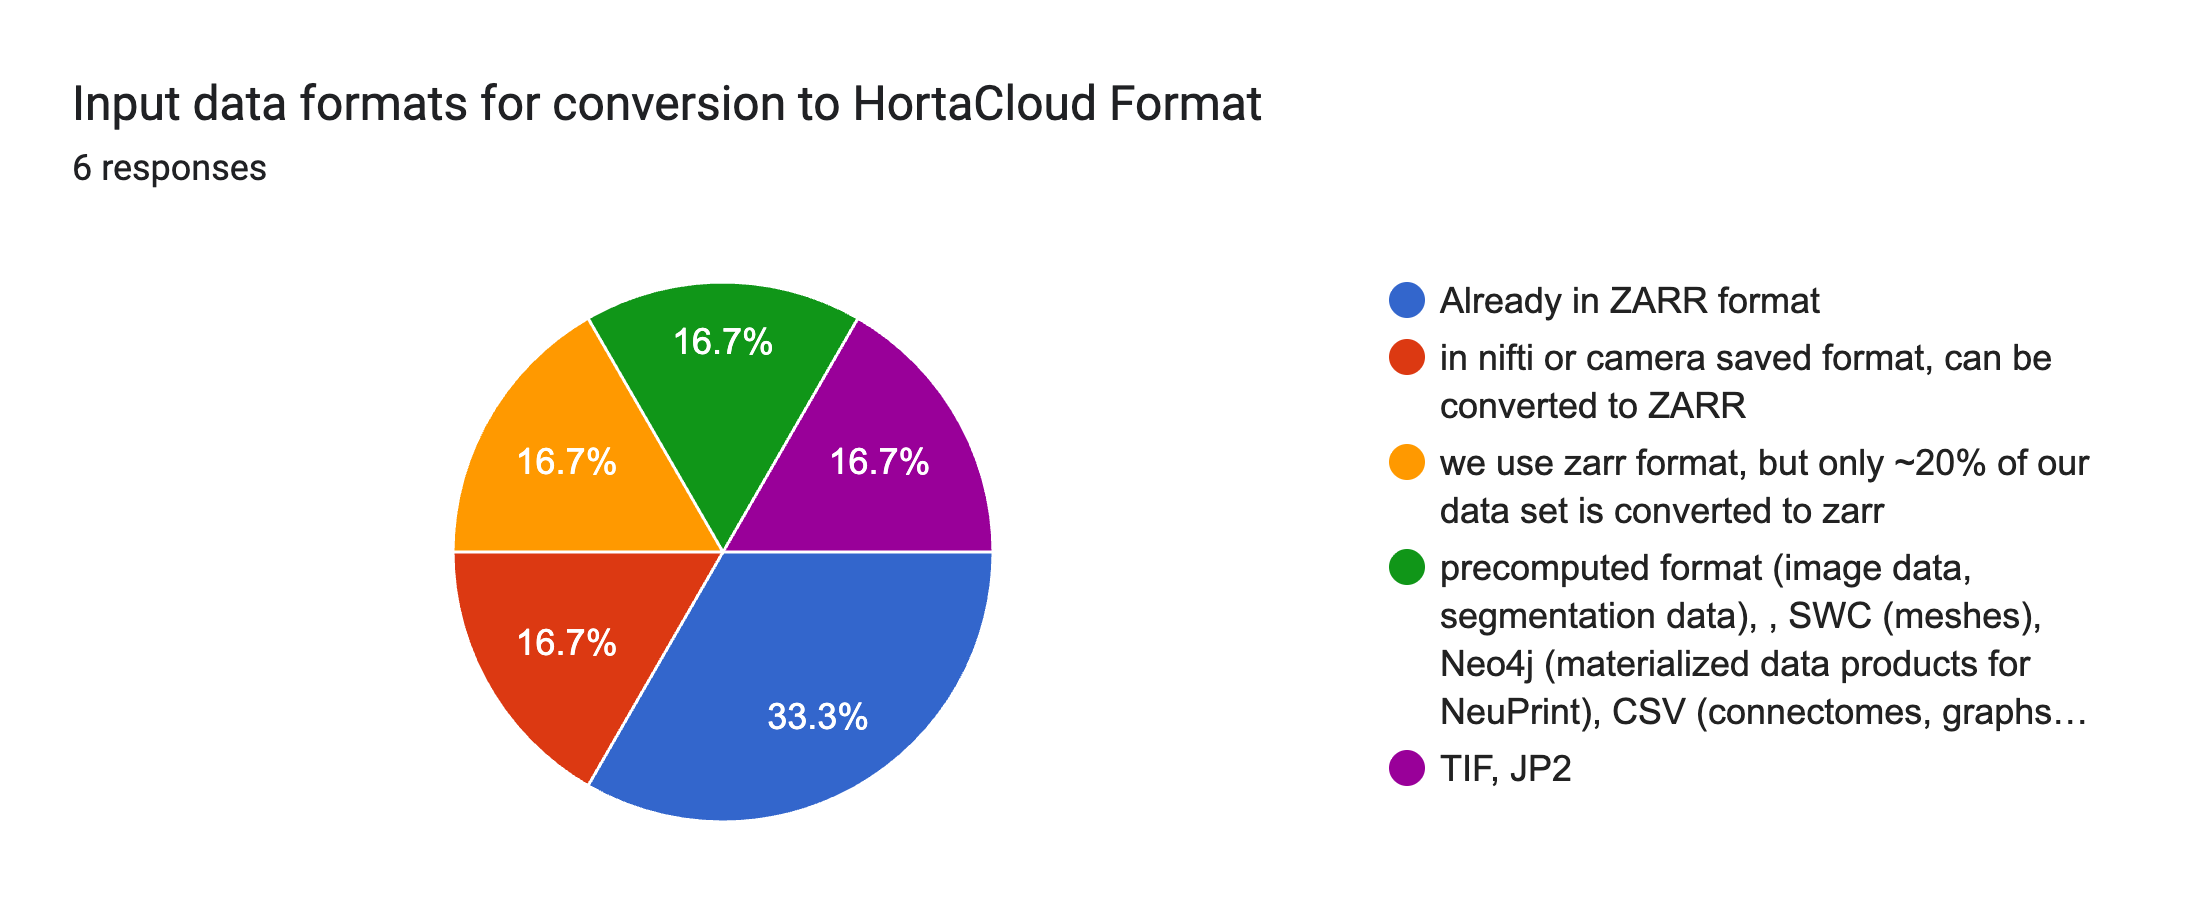 Input data formats for conversion to HortaCloud Format
6 responses
16.7%
16.7%
16.7%
16.7%
33.3%
Already in ZARR format
in nifti or camera saved format, can be
converted to ZARR
we use zarr format, but only ~20% of our
data set is converted to zarr
precomputed format (image data,
segmentation data), , SWC (meshes),
Neo4j (materialized data products for
NeuPrint), CSV (connectomes, graphs…
TIF, JP2